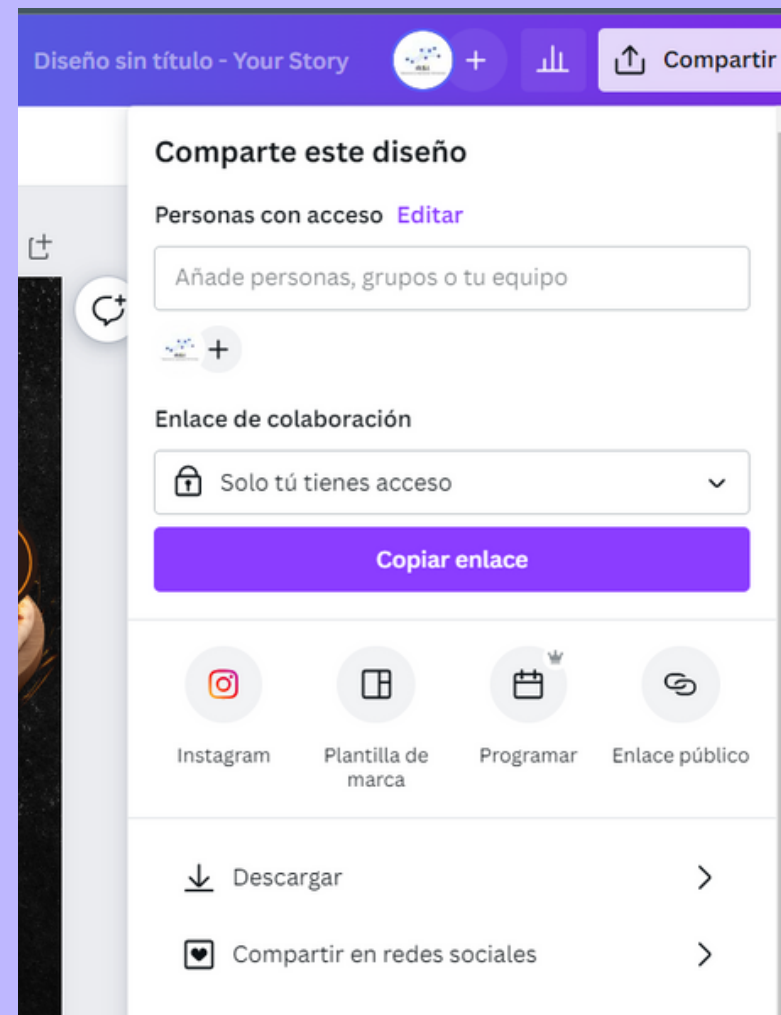 Diseño sin título - Your Story
Compartir
Comparte este diseño
Personas con acceso Editar
Añade personas, grupos o tu equipo
Enlace de colaboración
Solo tú tienes acceso
Copiar enlace
Instagram
Plantilla de
marca
Programar
Enlace público
Descargar
Compartir en redes sociales